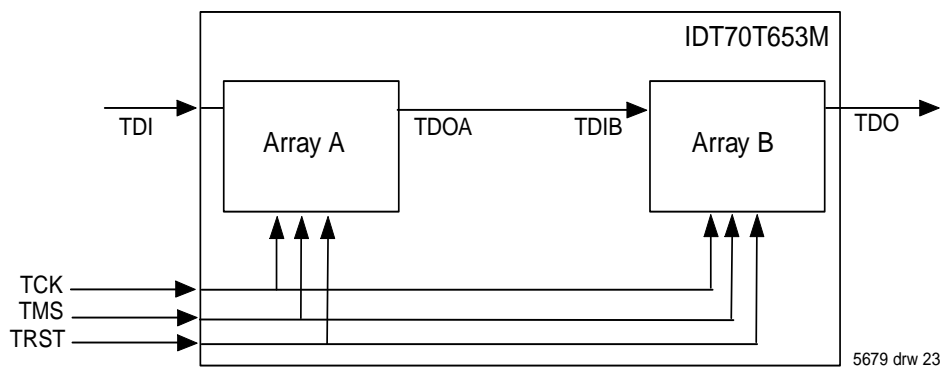 IDT70T653M
TDI
Array A
TDOA
TDIB
Array B
TDO
TCK
TMS
TRST
5679 drw 23